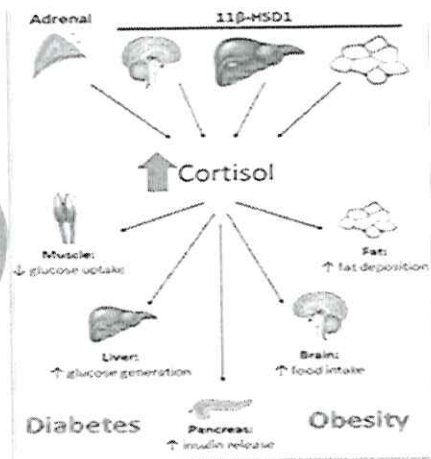 Adrenal
11β-HSD1
Cortisol
Muscle:
↓ glucose uptake
Fat:
↑ fat deposition
Liver:
↑ glucose generation
Brain:
↑ food intake
Diabetes
Pancreas:
↑ insulin release
Obesity